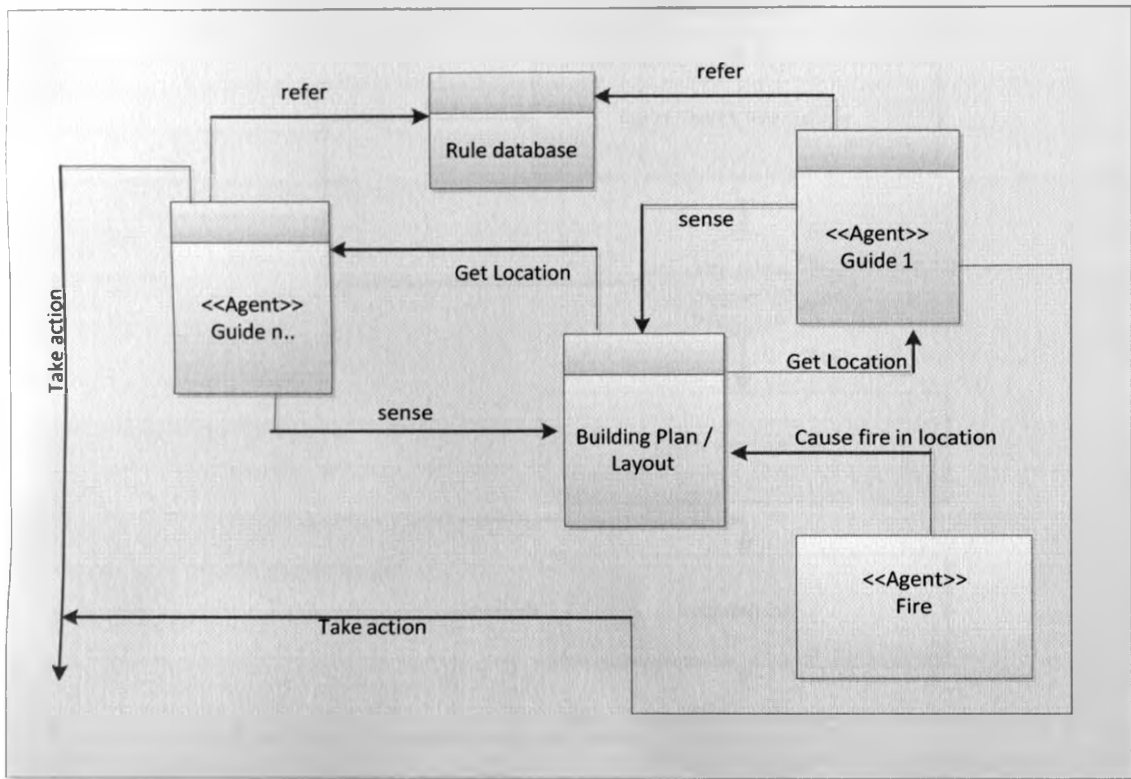 refer
refer
Rule database
sense
<<Agent>>
Guide 1
Get Location
<<Agent>>
Guide n..
Take action
Get Location
sense
Building Plan /
Layout
Cause fire in location
<<Agent>>
Fire
Take action